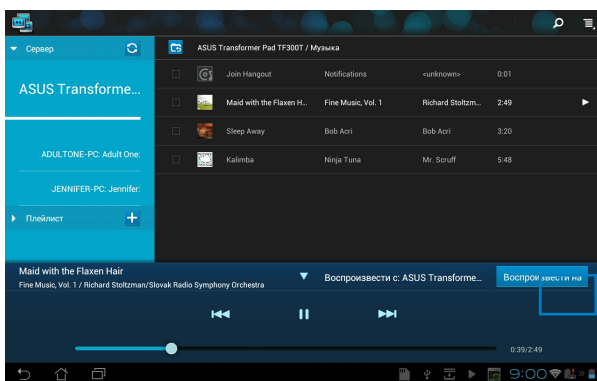 Сервер
ASUS Transformer Pad TF300T / Музыка
ASUS Transforme...
ADULTONE-PC: Adult One:
JENNIFER-PC: Jennifer:
Плейлист
Join Hangout Notifications <unknown> 0:01
Maid with the Flaxen H... Fine Music, Vol. 1 Richard Stoltzm... 2:49
Sleep Away Bob Acri Bob Acri 3:20
Kalimba Ninja Tuna Mr. Scruff 5:48
Maid with the Flaxen Hair
Fine Music, Vol. 1 / Richard Stoltzman/Slovak Radio Symphony Orchestra
Воспроизвести с: ASUS Transforme...
Воспроизвести на
0:39/2:49
9:00